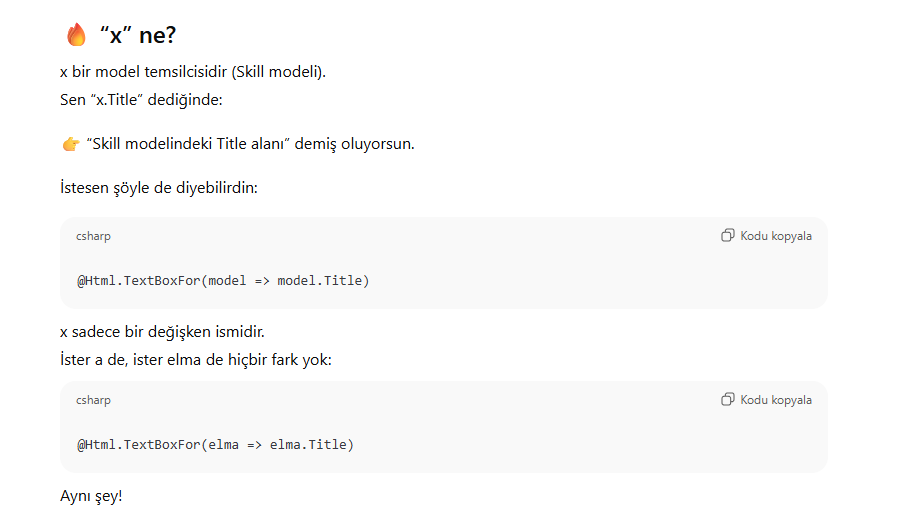 🔥 “x” ne?
x bir model temsilcisidir (Skill modeli).
Sen “x.Title” dediğinde:
👉 “Skill modelindeki Title alanı” demiş oluyorsun.
İstesen şöyle de diyebilirdin:
csharp
Kodu kopyala
@Html.TextBoxFor(model => model.Title)
x sadece bir değişken ismidir.
İster a de, ister elma de hiçbir fark yok:
csharp
Kodu kopyala
@Html.TextBoxFor(elma => elma.Title)
Aynı şey!